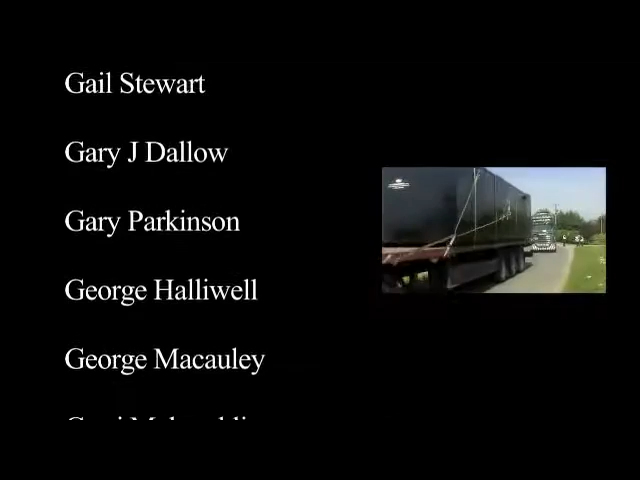 Gail Stewart
Gary J Dallow
Gary Parkinson
George Halliwell
George Macauley